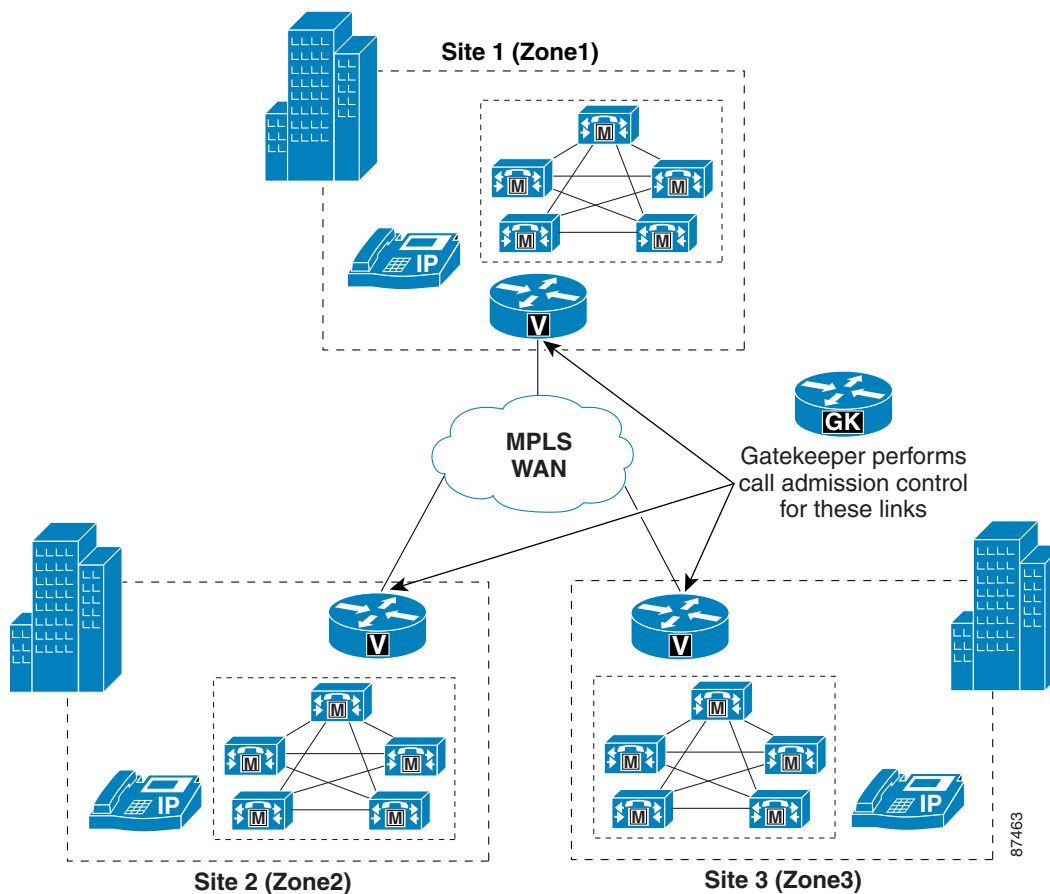 Site 1 (Zone1)
M
M
M
M
M
IP
V
MPLS
WAN
GK
Gatekeeper performs
call admission control
for these links
V
V
M
M
M
M
M
IP
M
M
M
M
M
IP
87463
Site 2 (Zone2)
Site 3 (Zone3)